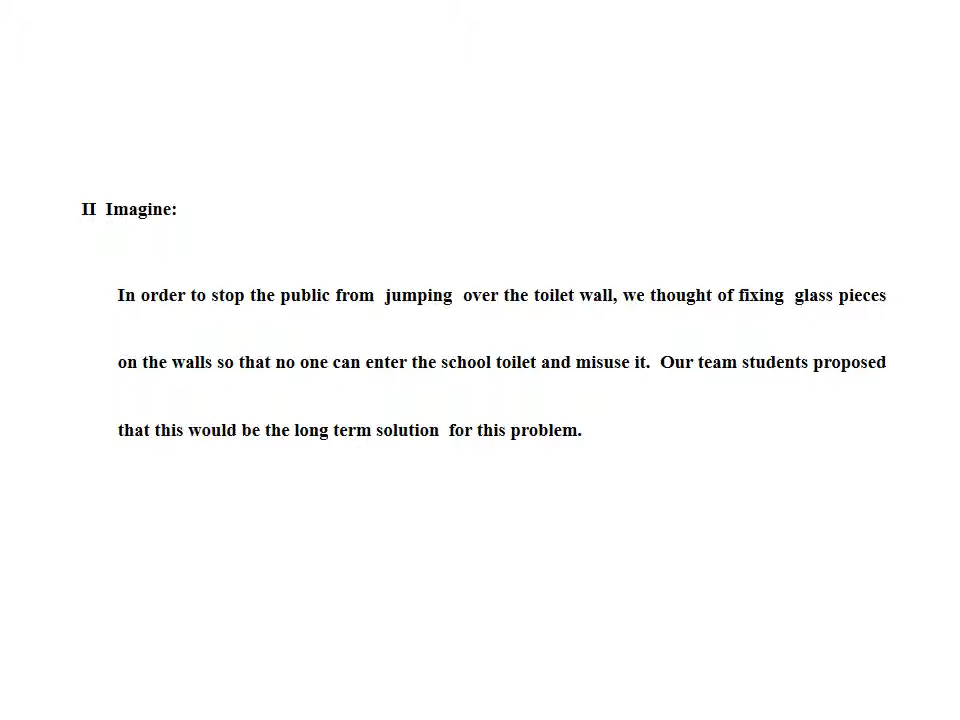 II  Imagine:
In order to stop the public from  jumping  over the toilet wall, we thought of fixing  glass pieces
on the walls so that no one can enter the school toilet and misuse it.  Our team students proposed
that this would be the long term solution  for this problem.